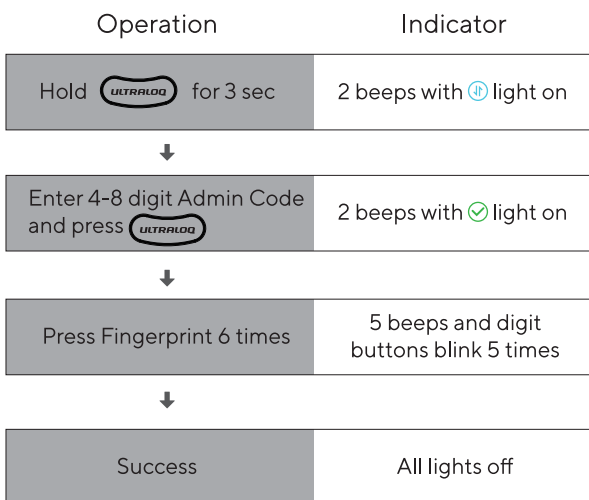 Operation Indicator
Hold ULTRALOQ for 3 sec 2 beeps with light on
Enter 4-8 digit Admin Code
and press ULTRALOQ
2 beeps with light on
Press Fingerprint 6 times
5 beeps and digit
buttons blink 5 times
Success All lights off